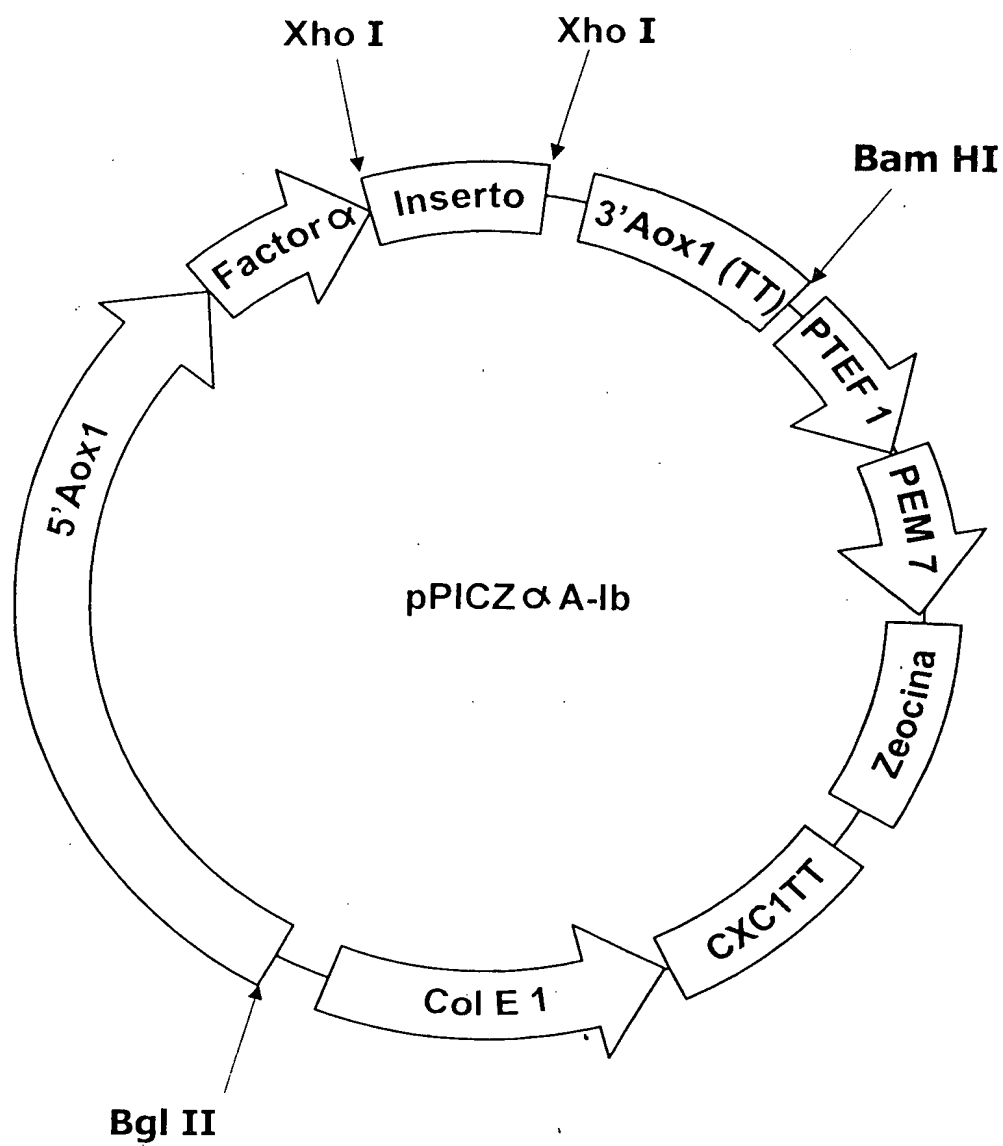 Xho I
Xho I
Bam HI
Factor α
Inserto
3'Aox1 (TT)
PTEF 1
5'Aox1
PEM 7
pPICZ α A-Ib
Zeocina
CXC1TT
Col E 1
Bgl II